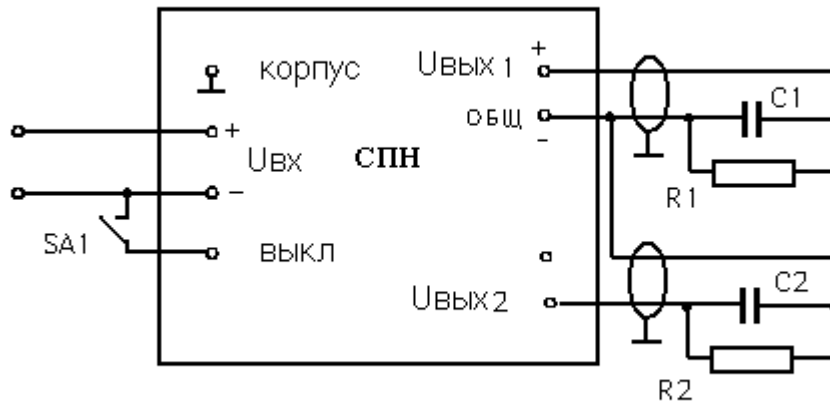 корпус
Uвых 1
+
C1
общ
-
+
Uвх
СПН
-
R1
SA1
выкл
Uвых 2
C2
R2